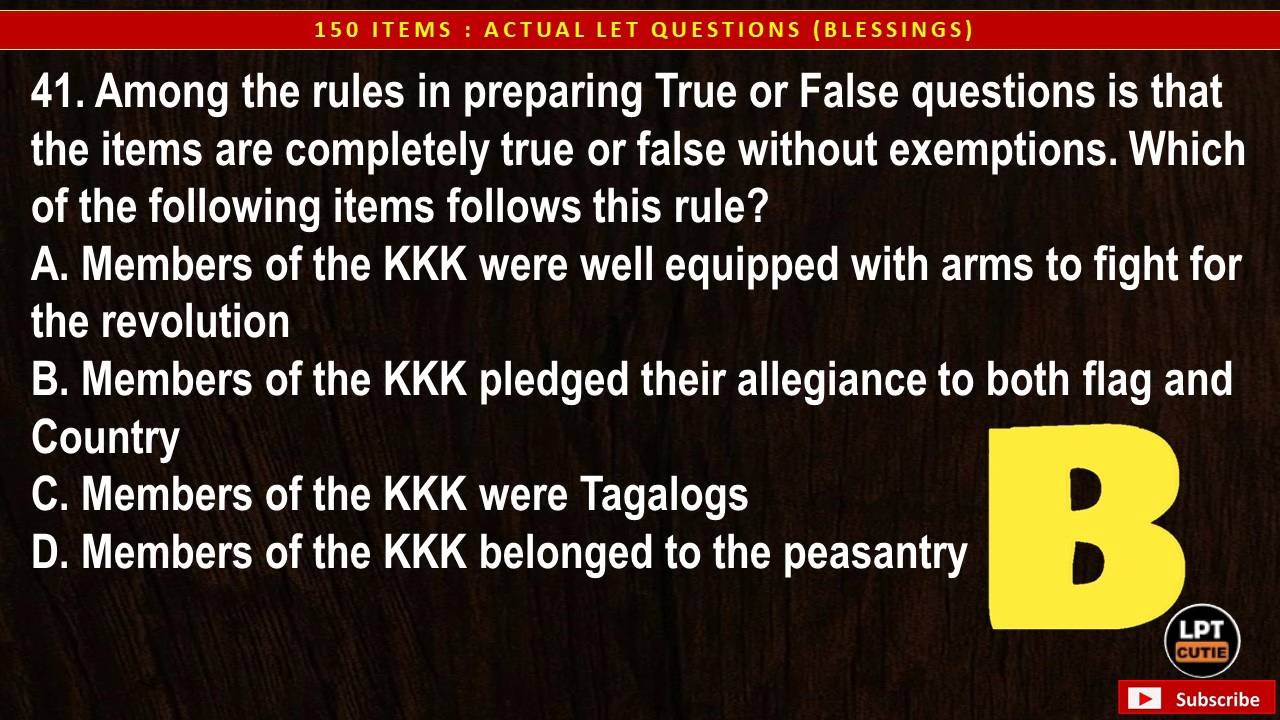 150 ITEMS : ACTUAL LET QUESTIONS (BLESSINGS)
41. Among the rules in preparing True or False questions is that
the items are completely true or false without exemptions. Which
of the following items follows this rule?
A. Members of the KKK were well equipped with arms to fight for
the revolution
B. Members of the KKK pledged their allegiance to both flag and
Country
C. Members of the KKK were Tagalogs
D. Members of the KKK belonged to the peasantry
B
LPT
CUTIE
Subscribe